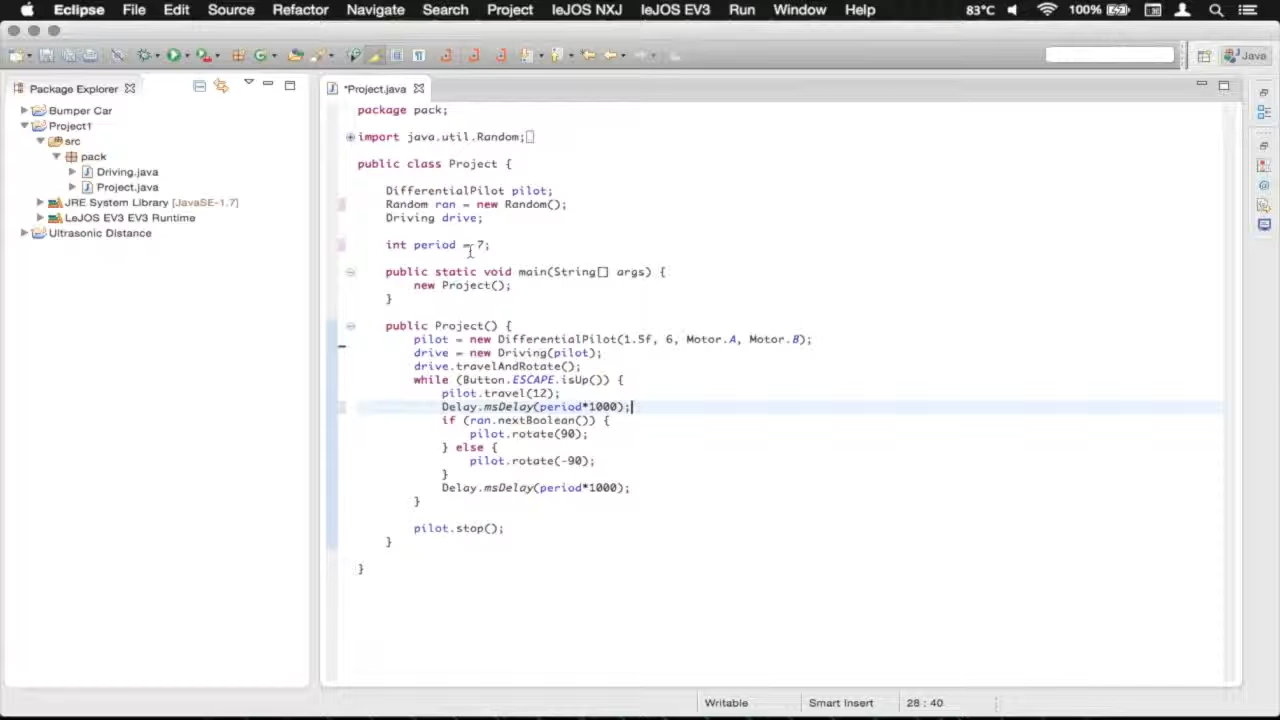 Eclipse File Edit Source Refactor Navigate Search Project leJOS NXJ leJOS EV3 Run Window Help 83°C 100%
Java
Package Explorer
*Project.java
Bumper Car
Project1
src
pack
Driving.java
Project.java
JRE System Library [JavaSE-1.7]
LeJOS EV3 EV3 Runtime
Ultrasonic Distance
package pack;
import java.util.Random;
public class Project {
DifferentialPilot pilot;
Random ran = new Random();
Driving drive;
int period = 7;
public static void main(String[] args) {
new Project();
}
public Project() {
pilot = new DifferentialPilot(1.5f, 6, Motor.A, Motor.B);
drive = new Driving(pilot);
drive.travelAndRotate();
while (Button.ESCAPE.isUp()) {
pilot.travel(12);
Delay.msDelay(period*1000);
if (ran.nextBoolean()) {
pilot.rotate(90);
} else {
pilot.rotate(-90);
}
Delay.msDelay(period*1000);
}
pilot.stop();
}
}
Writable Smart Insert 28 : 40